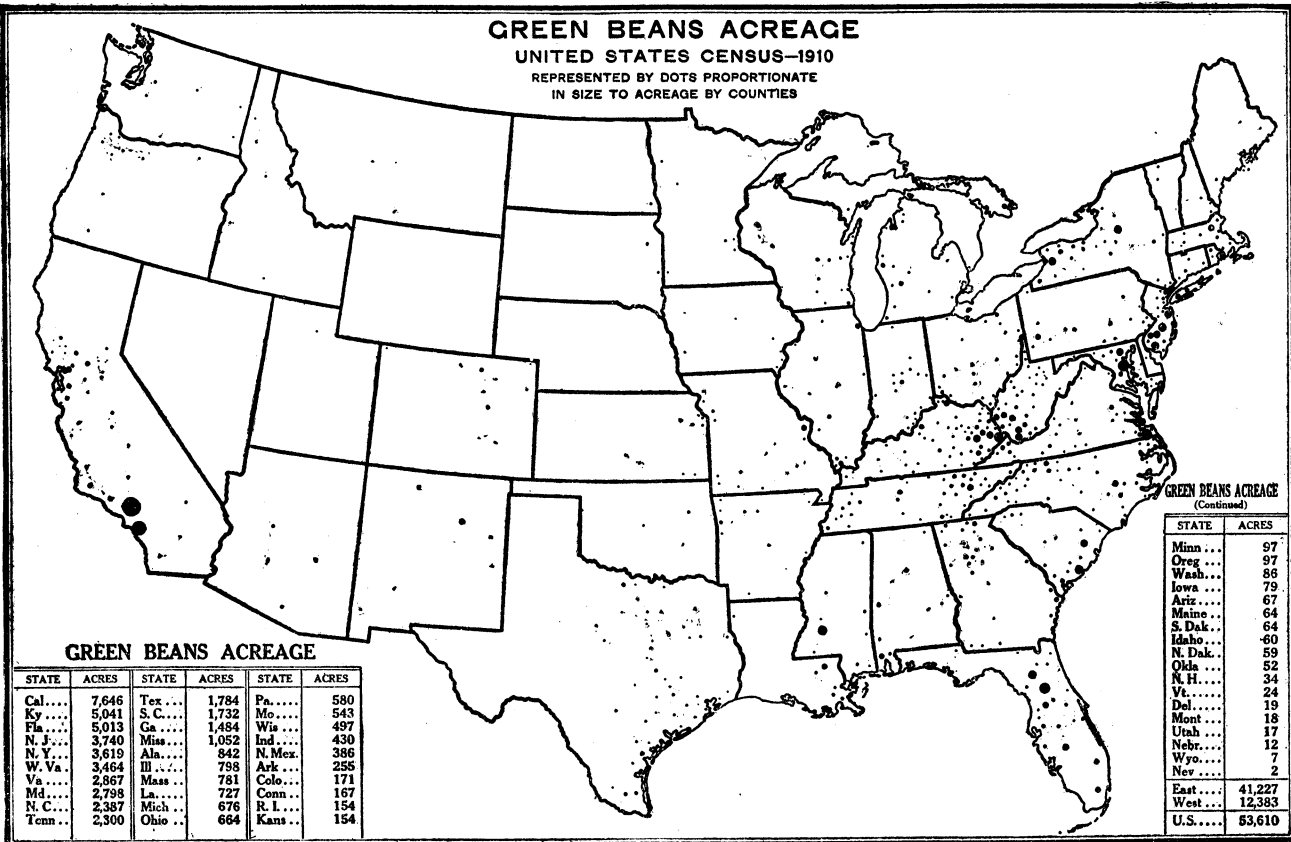 GREEN BEANS ACREAGE
UNITED STATES CENSUS—1910
REPRESENTED BY DOTS PROPORTIONATE
IN SIZE TO ACREAGE BY COUNTIES
GREEN BEANS ACREAGE
STATE ACRES STATE ACRES STATE ACRES
Cal.... 7,646 Tex... 1,784 Pa..... 580
Ky.... 5,041 S. C.... 1,732 Mo.... 543
Fla.... 5,013 Ga.... 1,484 Wis... 497
N. J... 3,740 Miss... 1,052 Ind.... 430
N. Y... 3,619 Ala.... 842 N. Mex. 386
W. Va. 3,464 Ill..... 798 Ark... 255
Va.... 2,867 Mass.. 781 Colo... 171
Md.... 2,798 La.... 727 Conn.. 167
N. C... 2,387 Mich.. 676 R. I.... 154
Tenn.. 2,300 Ohio.. 664 Kans.. 154
GREEN BEANS ACREAGE
(Continued)
STATE ACRES
Minn... 97
Oreg... 97
Wash... 86
Iowa... 79
Ariz.... 67
Maine.. 64
S. Dak.. 64
Idaho... 60
N. Dak.. 59
Okla... 52
N. H.... 34
Vt..... 24
Del.... 19
Mont... 18
Utah... 17
Nebr.... 12
Wyo.... 7
Nev.... 2
East.... 41,227
West... 12,383
U.S..... 53,610